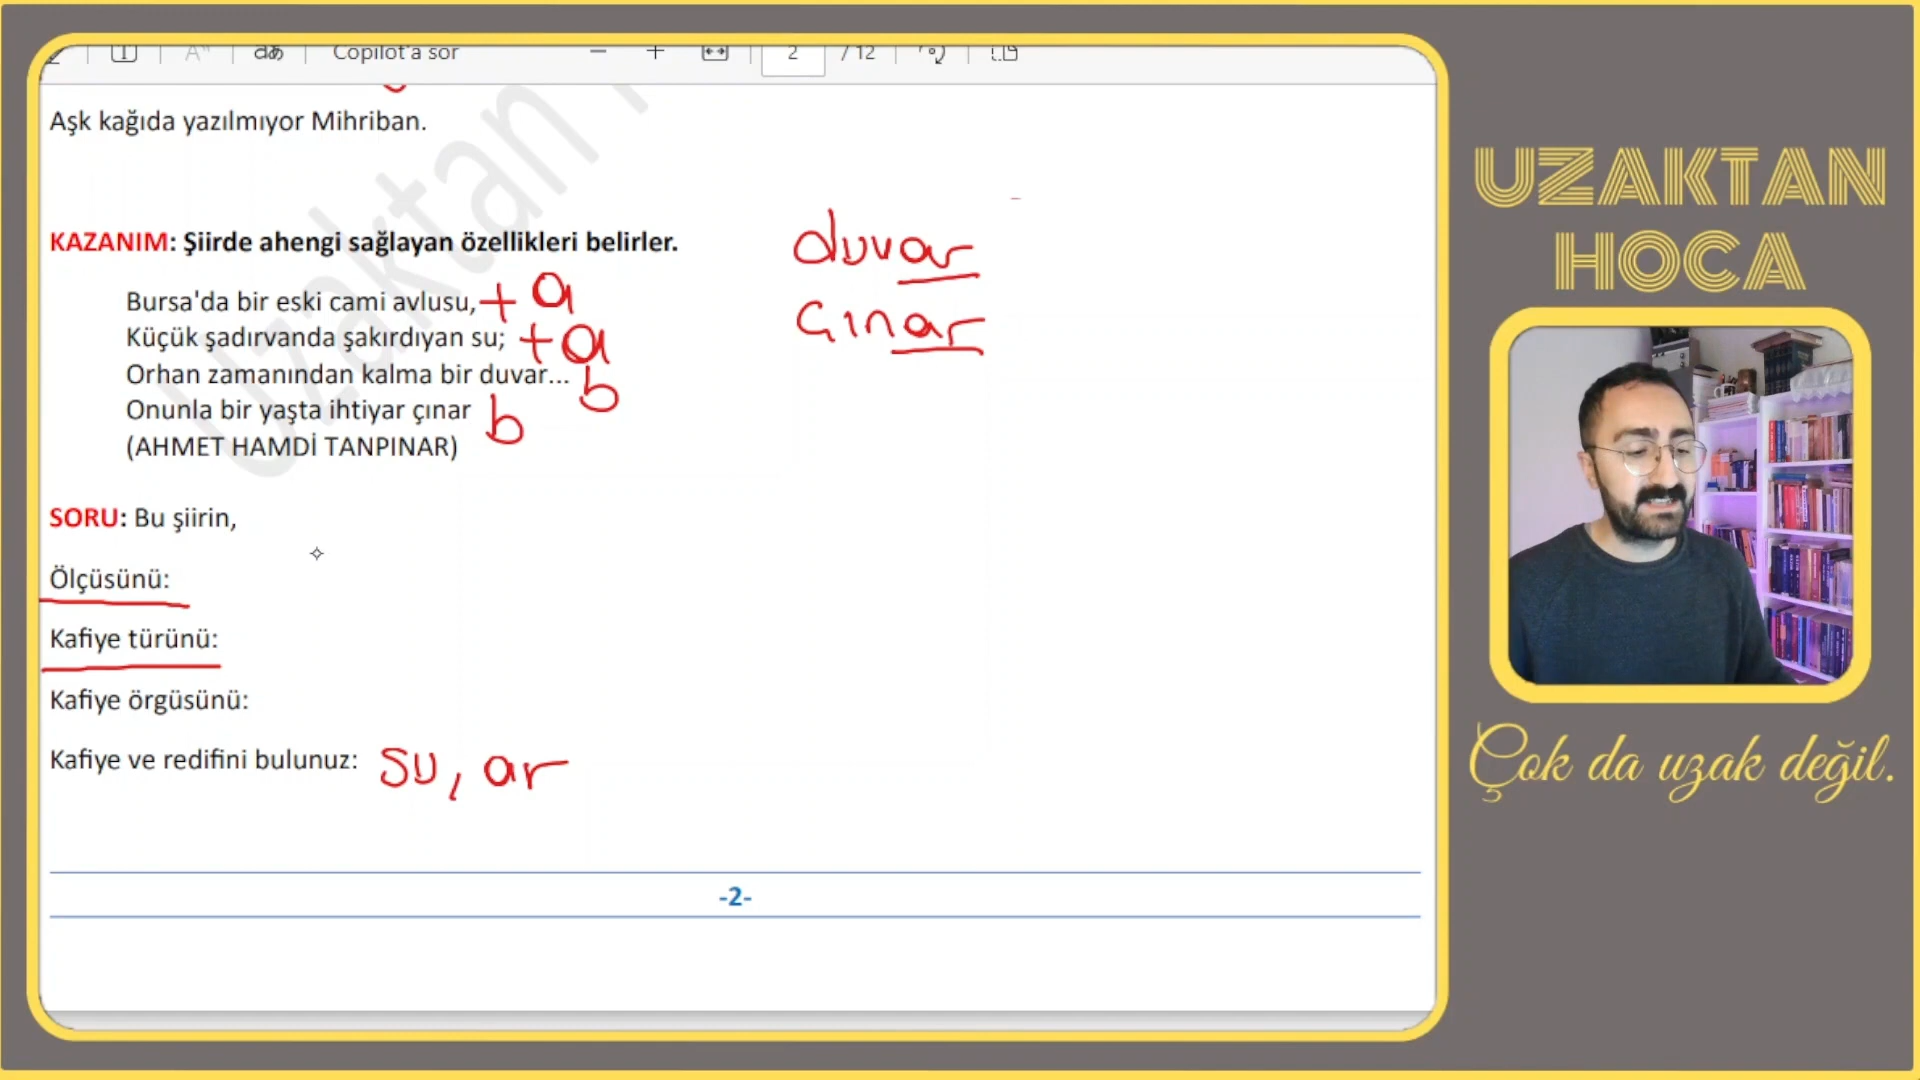 Copilot'a sor
2 / 12
Aşk kağıda yazılmıyor Mihriban.
Uzaktan
KAZANIM: Şiirde ahengi sağlayan özellikleri belirler.
Bursa'da bir eski cami avlusu, + a
Küçük şadırvanda şakırdıyan su; + a
Orhan zamanından kalma bir duvar... b
Onunla bir yaşta ihtiyar çınar b
(AHMET HAMDİ TANPINAR)
duvar
çınar
SORU: Bu şiirin,
Ölçüsünü:
Kafiye türünü:
Kafiye örgüsünü:
Kafiye ve redifini bulunuz: su, ar
-2-
UZAKTAN
HOCA
Çok da uzak değil.